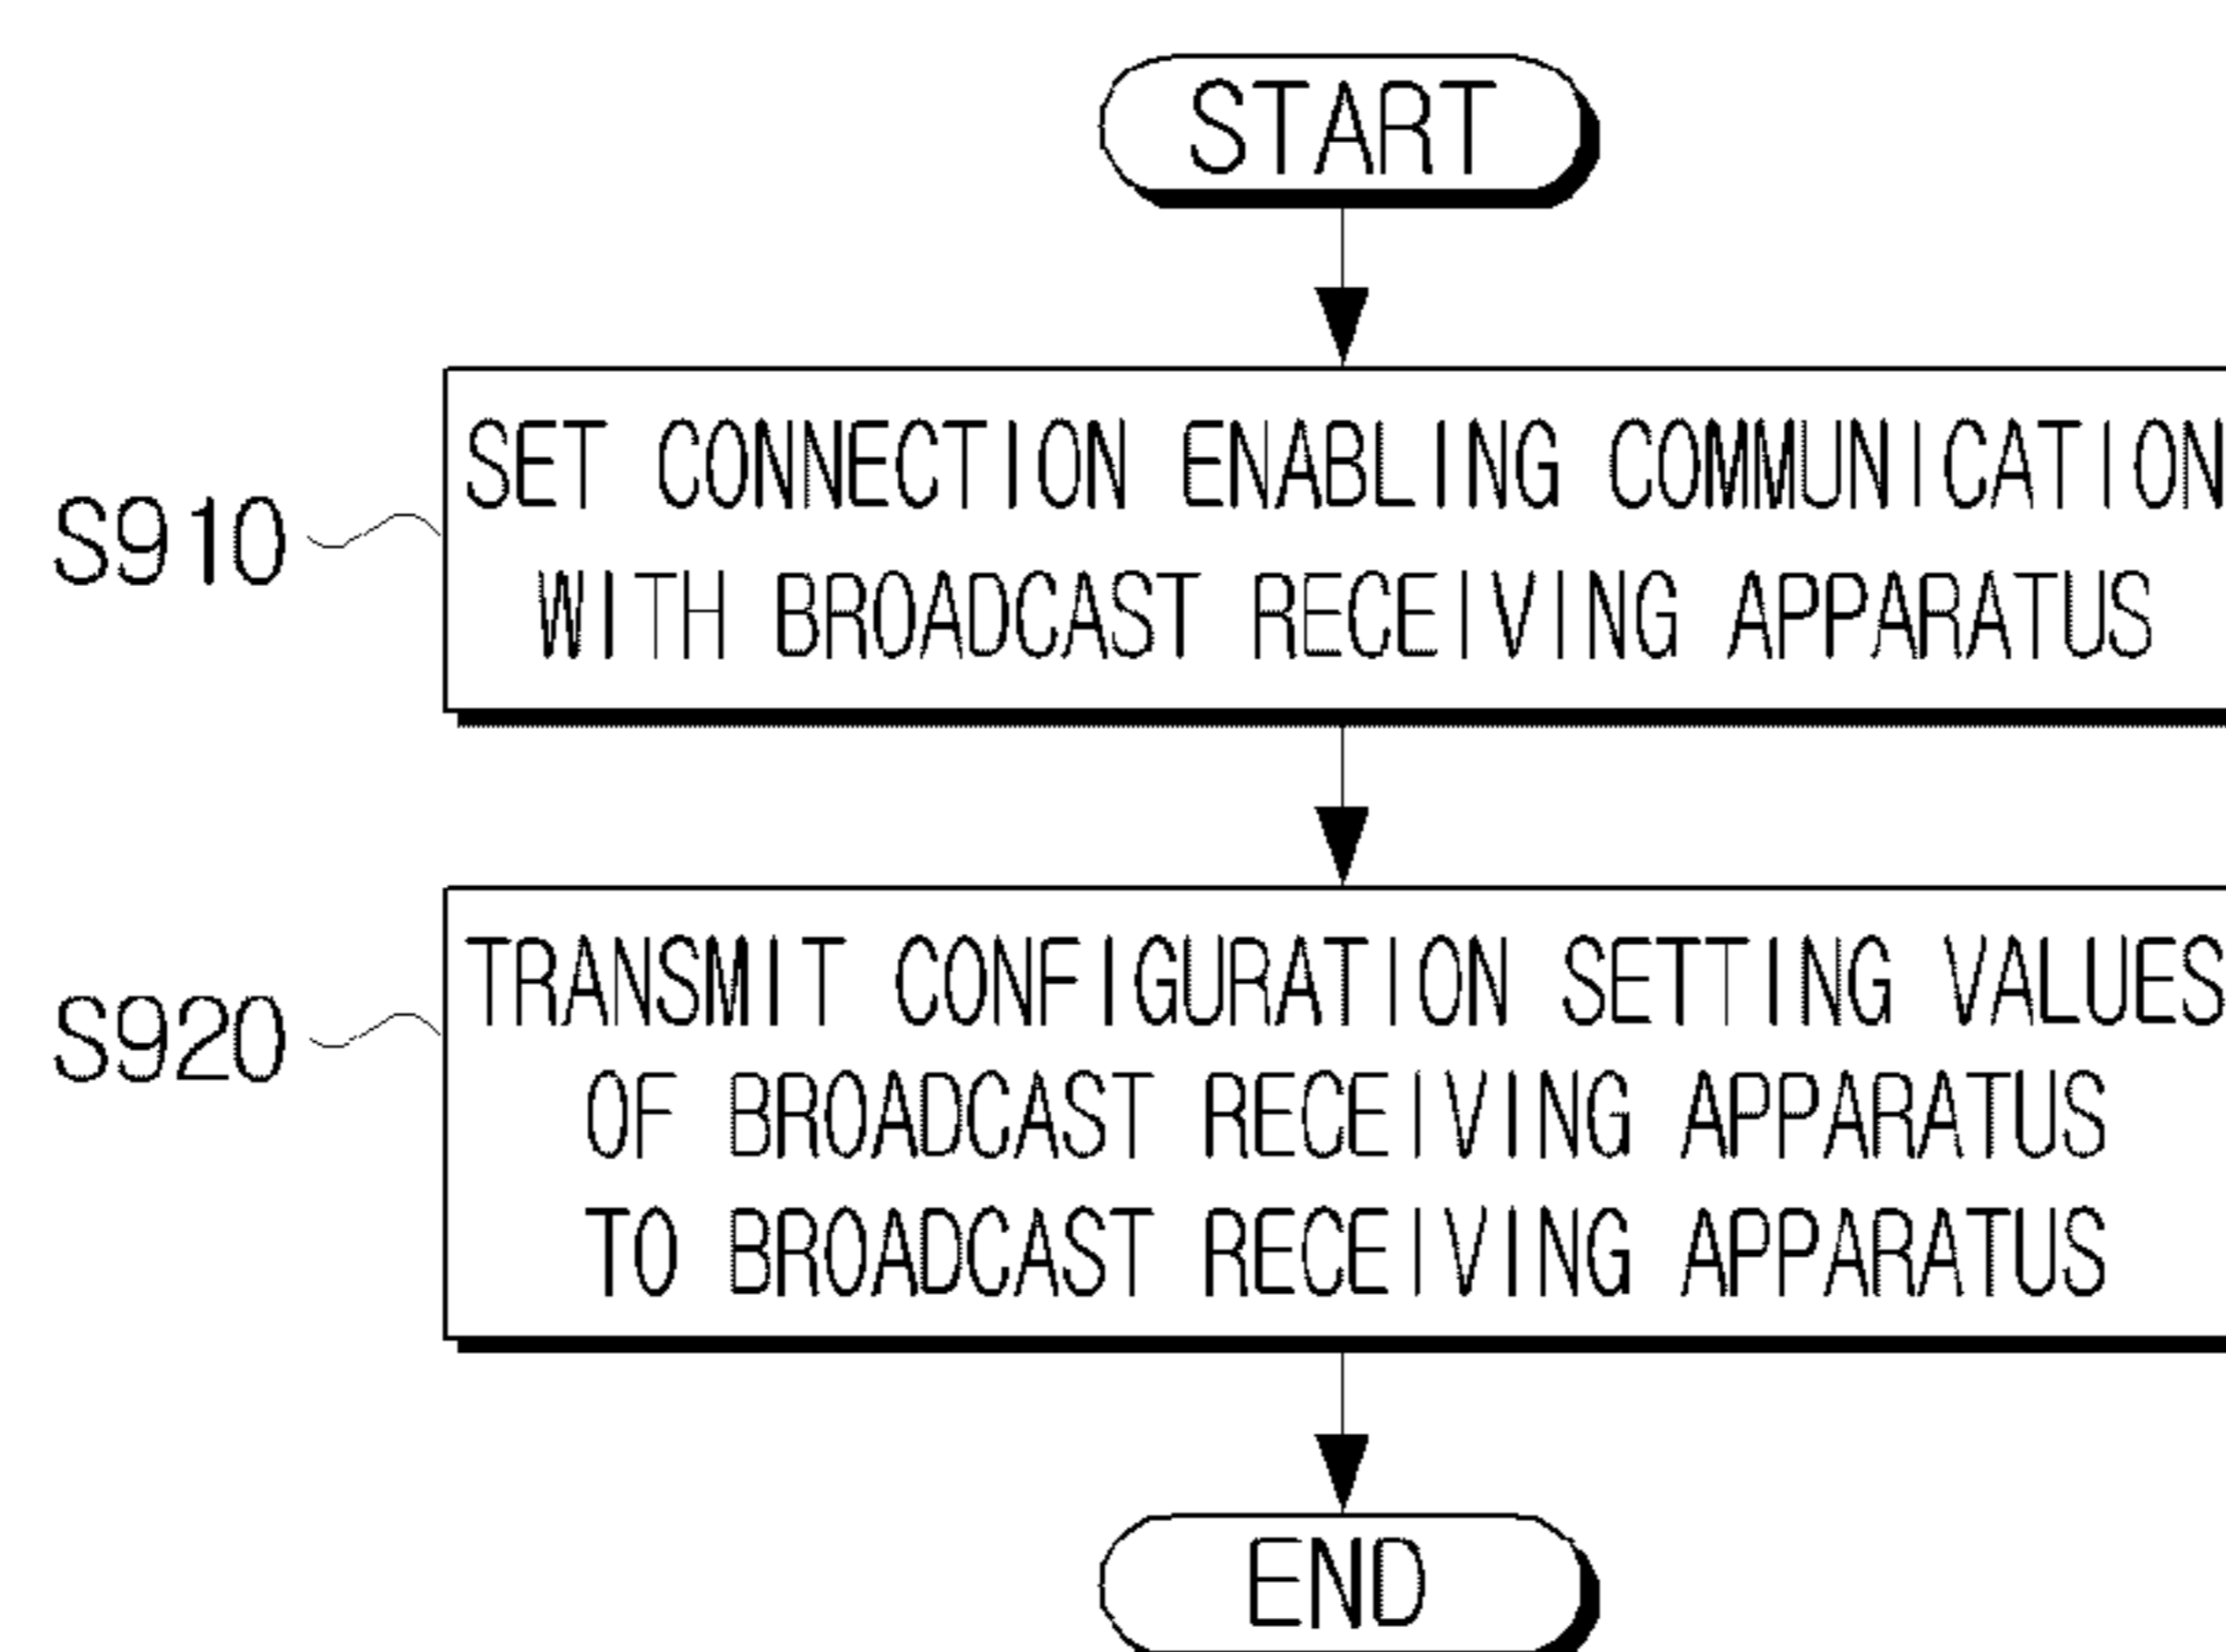 START
S910
SET CONNECTION ENABLING COMMUNICATION
WITH BROADCAST RECEIVING APPARATUS
S920
TRANSMIT CONFIGURATION SETTING VALUES
OF BROADCAST RECEIVING APPARATUS
TO BROADCAST RECEIVING APPARATUS
END